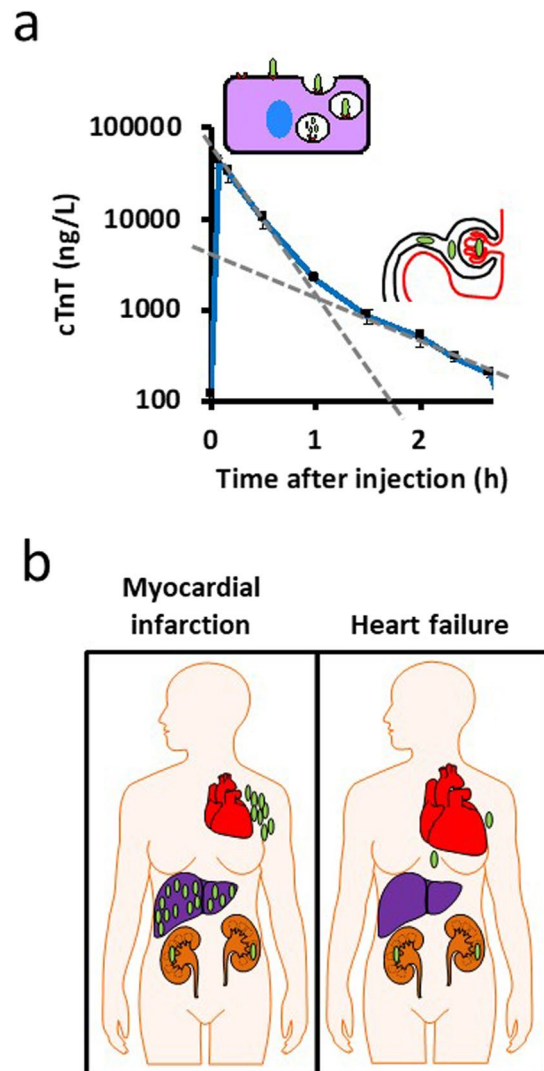 a
100000
10000
1000
100
cTnT (ng/L)
0 1 2
Time after injection (h)
b
Myocardial
infarction
Heart failure